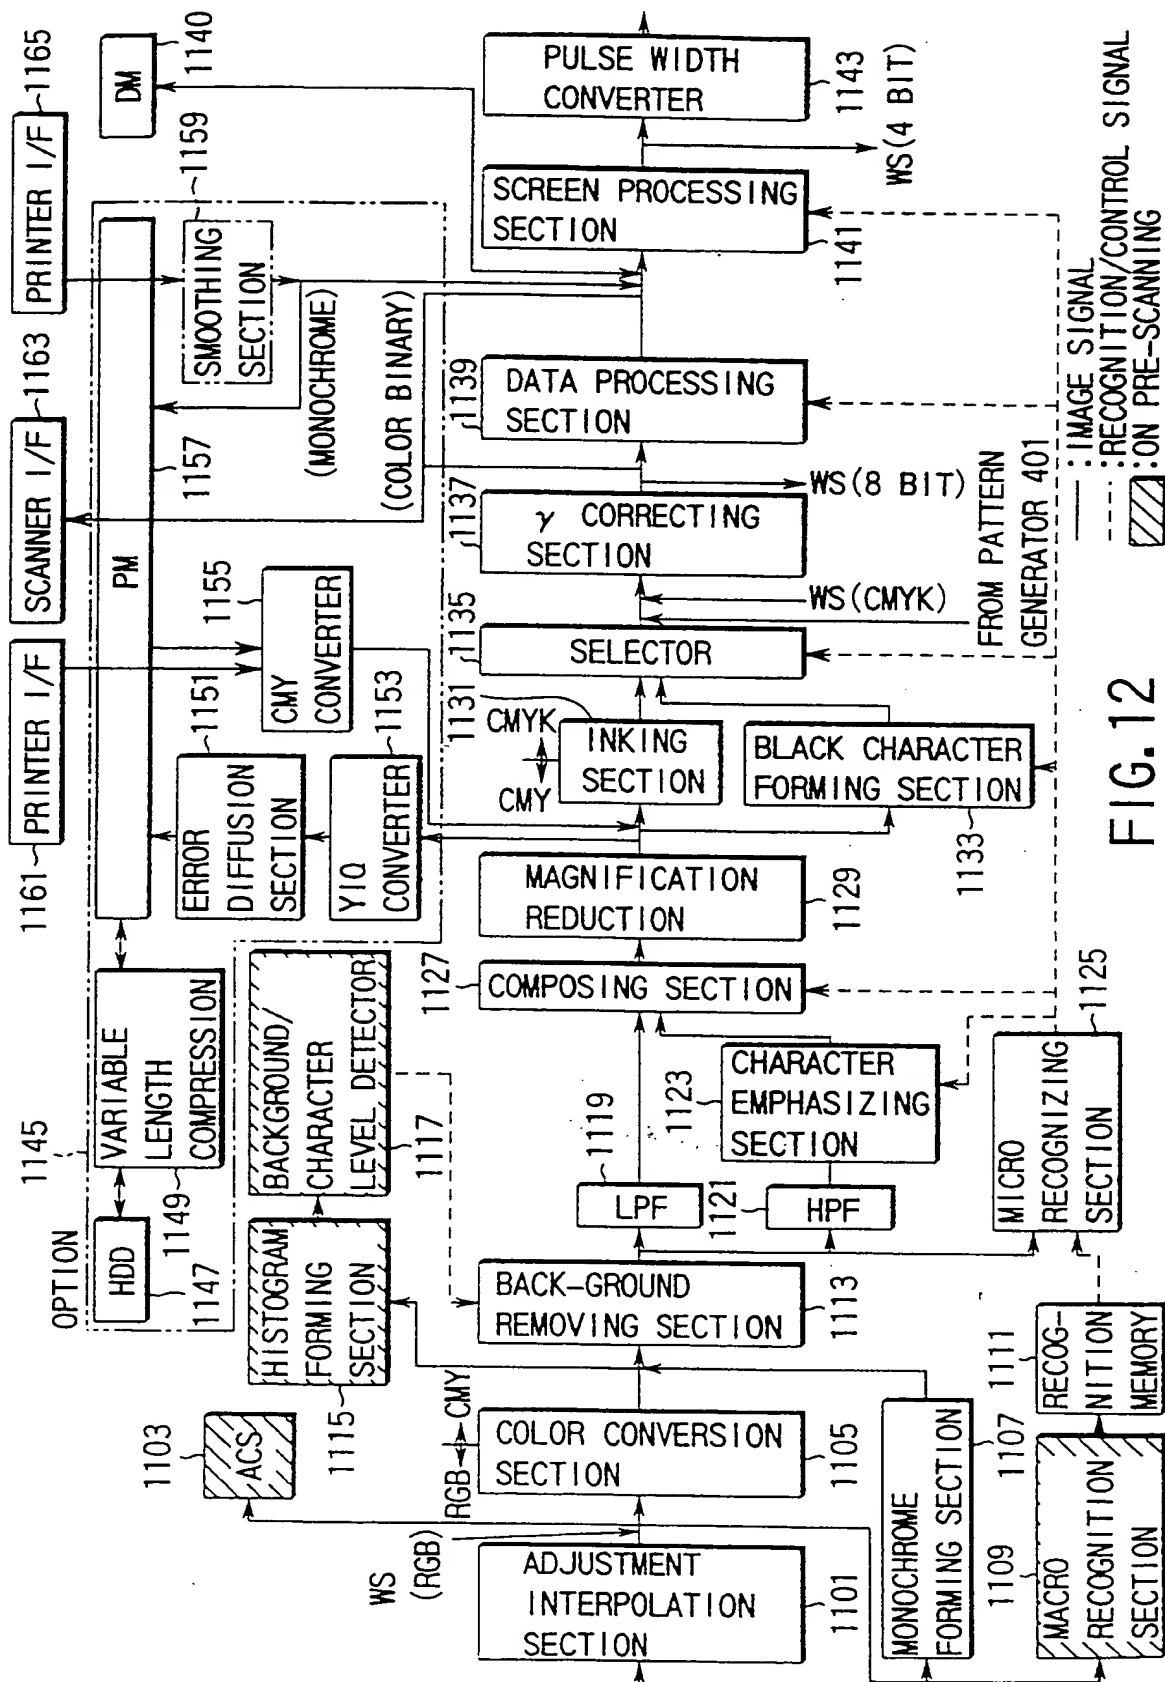 PRINTER I/F
1165
SCANNER I/F
1163
PRINTER I/F
1161
DM
1140
PM
1157
SMOOTHING
SECTION
1159
(MONOCHROME)
(COLOR BINARY)
ERROR
DIFFUSION
SECTION
1151
YIQ
CONVERTER
1153
CMY
CONVERTER
1155
VARIABLE
LENGTH
COMPRESSION
1149
HDD
1147
OPTION
1145
BACKGROUND/
CHARACTER
LEVEL DETECTOR
1117
HISTOGRAM
FORMING
SECTION
1115
ACS
1103
WS
(RGB)
RGB
CMY
ADJUSTMENT
INTERPOLATION
SECTION
1101
COLOR CONVERSION
SECTION
1105
BACK-GROUND
REMOVING SECTION
1113
LPF
1119
HPF
1121
CHARACTER
EMPHASIZING
SECTION
1123
COMPOSING SECTION
1127
MAGNIFICATION
REDUCTION
1129
CMY
CMYK
INKING
SECTION
1131
BLACK CHARACTER
FORMING SECTION
1133
SELECTOR
1135
WS(CMYK)
FROM PATTERN
GENERATOR 401
γ CORRECTING
SECTION
1137
WS(8 BIT)
DATA PROCESSING
SECTION
1139
SCREEN PROCESSING
SECTION
1141
WS(4 BIT)
PULSE WIDTH
CONVERTER
1143
MONOCHROME
FORMING SECTION
1107
MACRO
RECOGNITION
SECTION
1109
RECOG-
NITION
MEMORY
1111
MICRO
RECOGNIZING
SECTION
1125
:IMAGE SIGNAL
:RECOGNITION/CONTROL SIGNAL
:ON PRE-SCANNING
FIG. 12